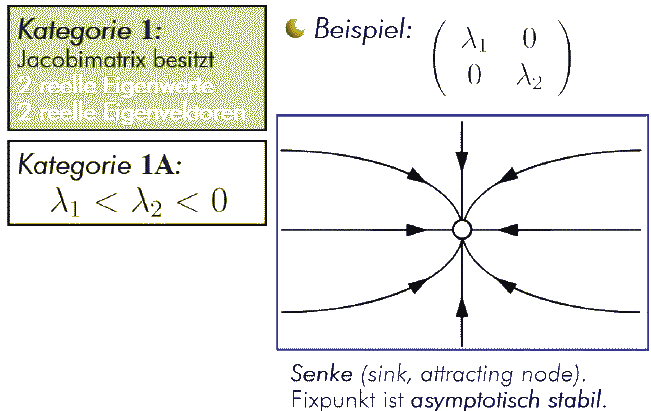 Kategorie 1:
Jacobimatrix besitzt
2 reelle Eigenwerte
2 reelle Eigenvektoren
Kategorie 1A:
λ₁ < λ₂ < 0
Beispiel:
λ₁ 0
0 λ₂
Senke (sink, attracting node).
Fixpunkt ist asymptotisch stabil.